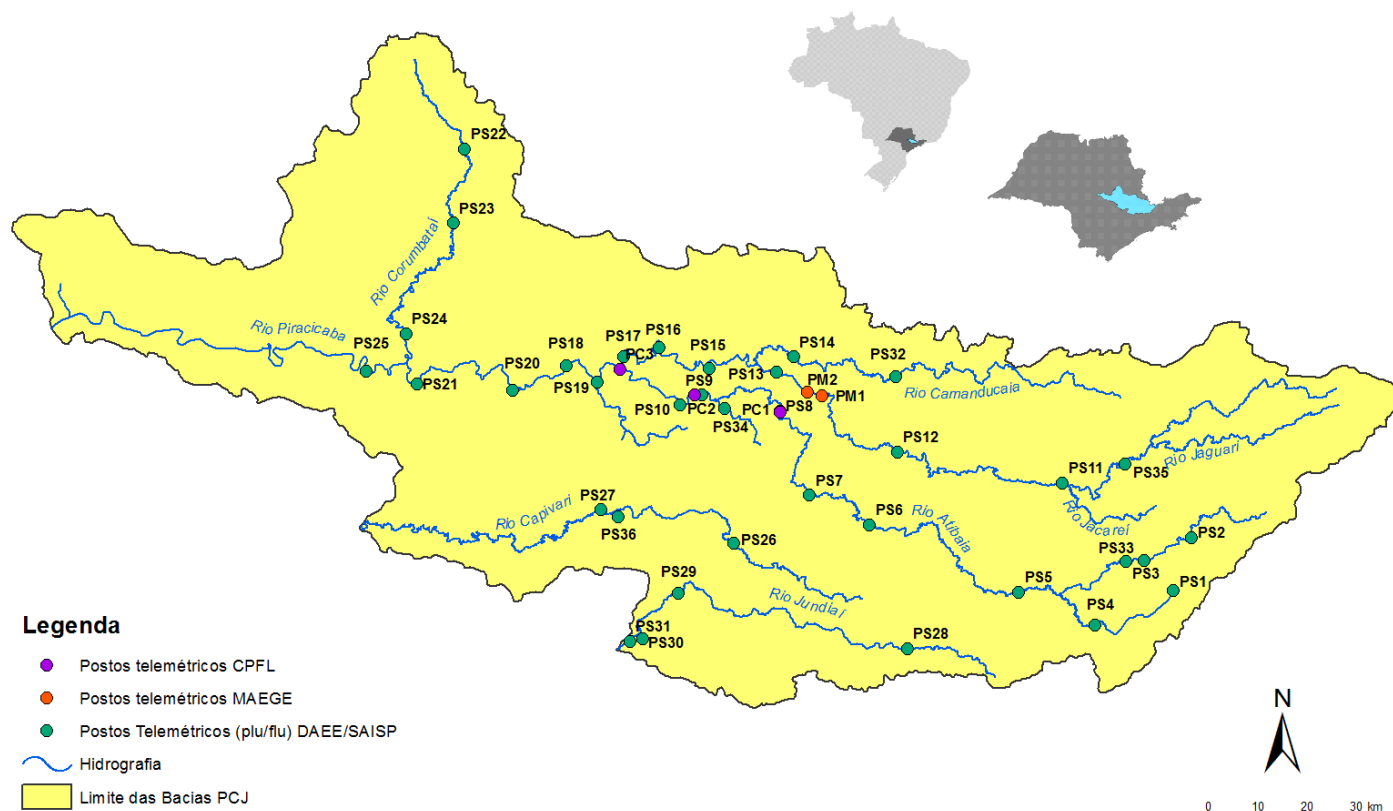 PS22
PS23
Rio Corumbataí
PS24
Rio Piracicaba
PS25
PS21
PS20
PS18
PS19
PS17
PC3
PS16
PS15
PS14
PS13
PS32
PM2
PM1
Rio Camanducaia
PS9
PS10
PC2
PS34
PC1
PS8
PS12
PS11
PS35
Rio Jaguari
PS7
PS6
Rio Atibaia
Rio Jacareí
PS2
PS33
PS3
PS1
PS5
PS4
PS27
Rio Capivari
PS36
PS26
PS29
Rio Jundiaí
PS28
PS31
PS30
Legenda
Postos telemétricos CPFL
Postos telemétricos MAEGE
Postos Telemétricos (plu/flu) DAEE/SAISP
Hidrografia
Limite das Bacias PCJ
N
0 10 20 30 km